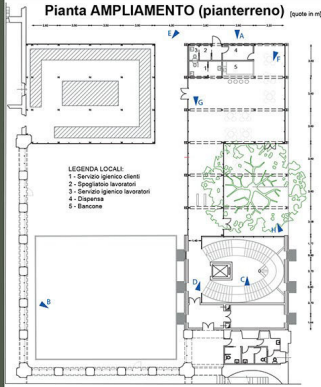 Pianta AMPLIAMENTO (pianterreno) [quote in m]
E
A
3
2
4
F
1
5
G
LEGENDA LOCALI:
1 - Servizio igienico clienti
2 - Spogliatoio lavoratori
3 - Servizio igienico lavoratori
4 - Dispensa
5 - Bancone
H
D
C
B